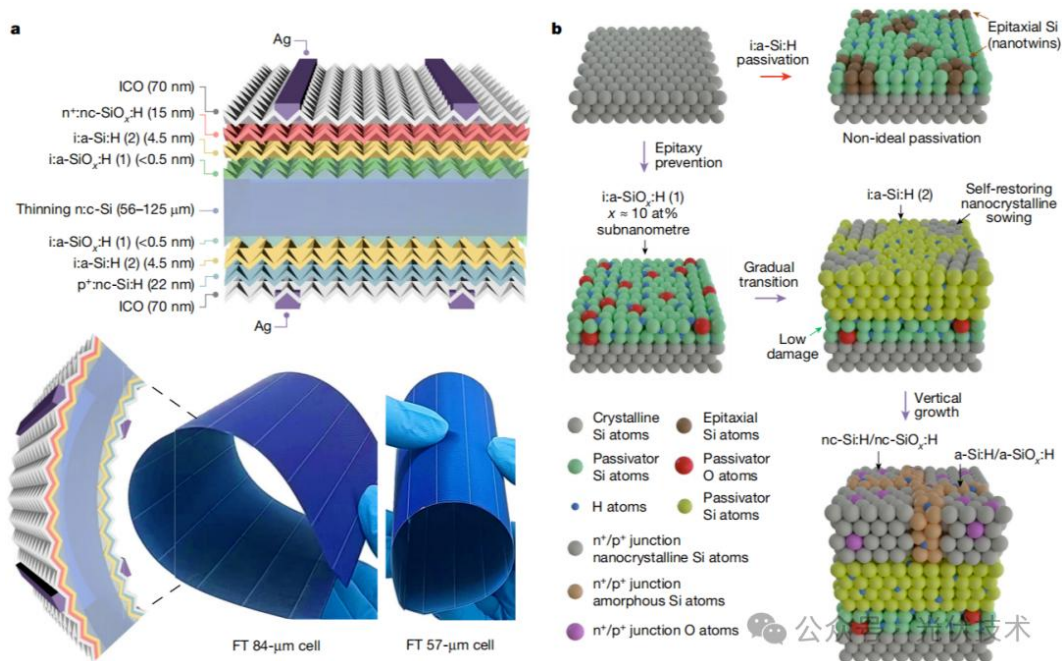 a
Ag
ICO (70 nm)
n⁺:nc-SiOₓ:H (15 nm)
i:a-Si:H (2) (4.5 nm)
i:a-SiOₓ:H (1) (<0.5 nm)
Thinning n:c-Si (56–125 μm)
i:a-SiOₓ:H (1) (<0.5 nm)
i:a-Si:H (2) (4.5 nm)
p⁺:nc-Si:H (22 nm)
ICO (70 nm)
Ag
FT 84-μm cell
FT 57-μm cell
b
i:a-Si:H
passivation
Epitaxial Si
(nanotwins)
Non-ideal passivation
Epitaxy
prevention
i:a-SiOₓ:H (1)
x ≈ 10 at%
subnanometre
Gradual
transition
i:a-Si:H (2)
Self-restoring
nanocrystalline
sowing
Low
damage
Vertical
growth
nc-Si:H/nc-SiOₓ:H
a-Si:H/a-SiOₓ:H
Crystalline
Si atoms
Epitaxial
Si atoms
Passivator
Si atoms
Passivator
O atoms
H atoms
Passivator
Si atoms
n⁺/p⁺ junction
nanocrystalline Si atoms
n⁺/p⁺ junction
amorphous Si atoms
n⁺/p⁺ junction O atoms
公众号 · 光伏技术